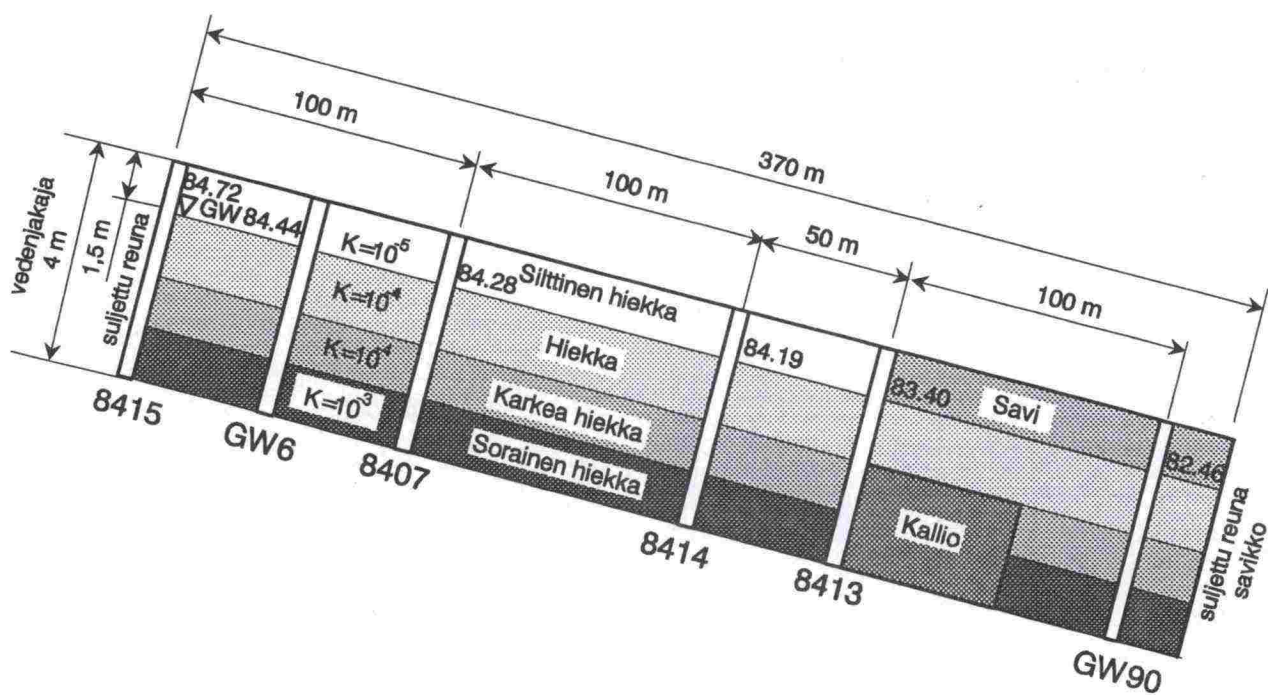 370 m
100 m
100 m
50 m
100 m
vedenjakaja
4 m
1,5 m
suljettu reuna
84.72
▽GW 84.44
K=10⁻⁵
K=10⁻⁴
K=10⁻⁴
K=10⁻³
84.28
Silttinen hiekka
Hiekka
Karkea hiekka
Sorainen hiekka
84.19
83.40
Savi
Kallio
82.46
suljettu reuna
savikko
8415
GW6
8407
8414
8413
GW90